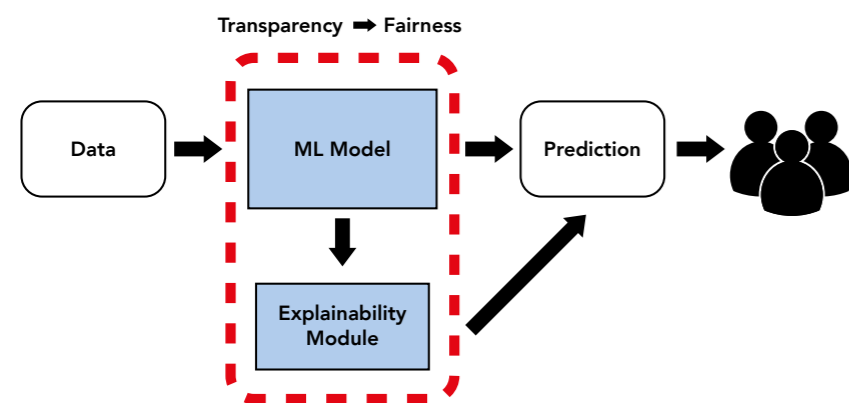 Transparency ➡ Fairness
Data
ML Model
Prediction
Explainability
Module